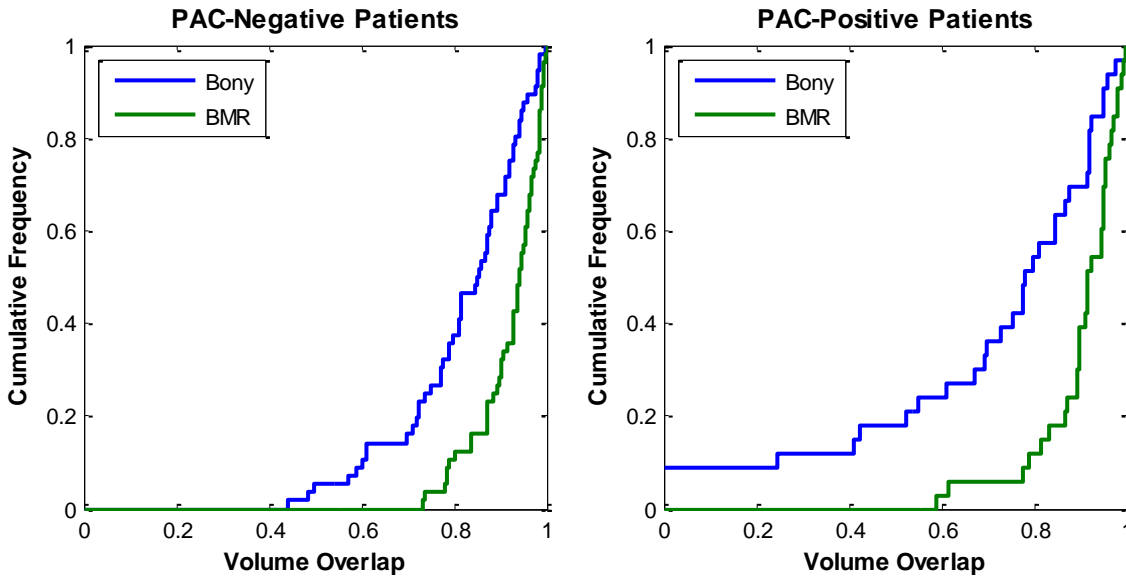 PAC-Negative Patients
Bony
BMR
1
0.8
0.6
0.4
0.2
0
0
0.2
0.4
0.6
0.8
1
Cumulative Frequency
Volume Overlap
PAC-Positive Patients
Bony
BMR
1
0.8
0.6
0.4
0.2
0
0
0.2
0.4
0.6
0.8
1
Cumulative Frequency
Volume Overlap